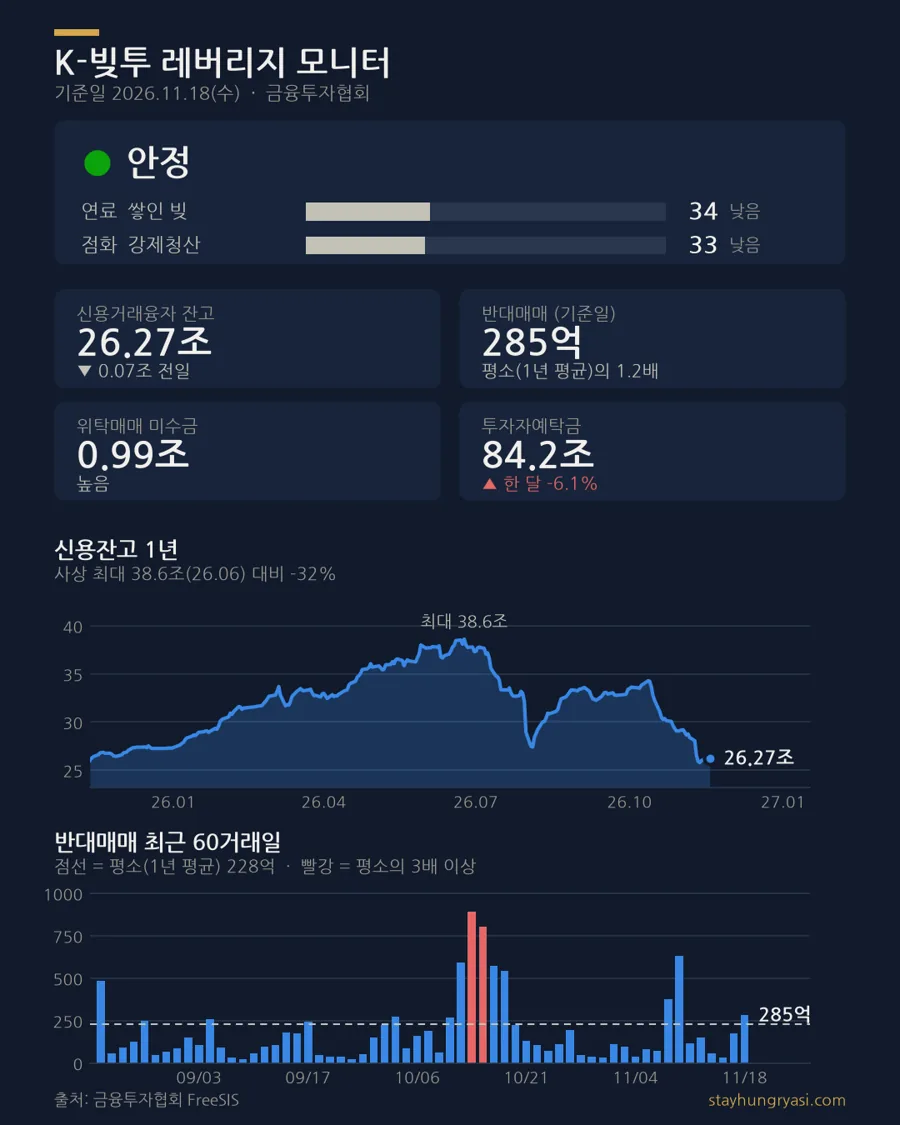 K-빚투 레버리지 모니터
기준일 2026.11.18(수) · 금융투자협회
안정
연료 쌓인 빚 34 낮음
점화 강제청산 33 낮음
신용거래융자 잔고
26.27조
▼ 0.07조 전일
반대매매 (기준일)
285억
평소(1년 평균)의 1.2배
위탁매매 미수금
0.99조
높음
투자자예탁금
84.2조
▲ 한 달 -6.1%
신용잔고 1년
사상 최대 38.6조(26.06) 대비 -32%
최대 38.6조
40
35
30
25
26.27조
26.01 26.04 26.07 26.10 27.01
반대매매 최근 60거래일
점선 = 평소(1년 평균) 228억 · 빨강 = 평소의 3배 이상
1000
750
500
250
0
285억
09/03 09/17 10/06 10/21 11/04 11/18
출처: 금융투자협회 FreeSIS
stayhungryasi.com